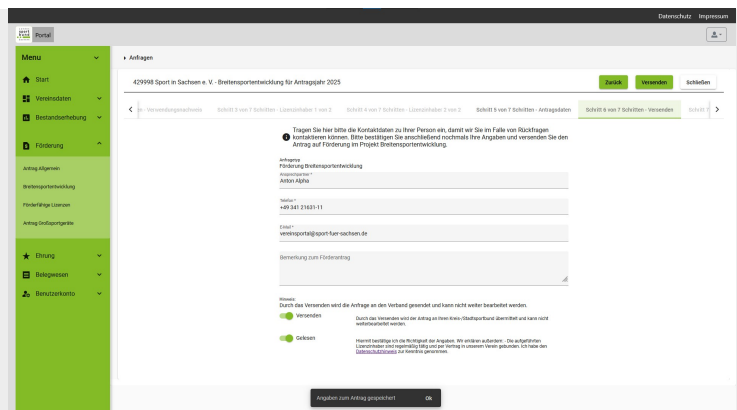 Datenschutz Impressum
sport bund
Portal
Menu
Anfragen
Start
429998 Sport in Sachsen e. V. - Breitensportentwicklung für Antragsjahr 2025
Zurück
Versenden
Schließen
Vereinsdaten
Bestandserhebung
- Verwendungsnachweis
Schritt 3 von 7 Schritten - Lizenzinhaber 1 von 2
Schritt 4 von 7 Schritten - Lizenzinhaber 2 von 2
Schritt 5 von 7 Schritten - Antragsdaten
Schritt 6 von 7 Schritten - Versenden
Schritt 7
Förderung
Antrag Allgemein
Breitensportentwicklung
Förderfähige Lizenzen
Antrag Großsportgeräte
Ehrung
Belegwesen
Benutzerkonto
Tragen Sie hier bitte die Kontaktdaten zu Ihrer Person ein, damit wir Sie im Falle von Rückfragen
kontaktieren können. Bitte bestätigen Sie anschließend nochmals Ihre Angaben und versenden Sie den
Antrag auf Förderung im Projekt Breitensportentwicklung.
Anfragetyp
Förderung Breitensportentwicklung
Ansprechpartner *
Anton Alpha
Telefon *
+49 341 21631-11
E-Mail *
vereinsportal@sport-fuer-sachsen.de
Bemerkung zum Förderantrag
Hinweis:
Durch das Versenden wird die Anfrage an den Verband gesendet und kann nicht weiter bearbeitet werden.
Versenden
Durch das Versenden wird der Antrag an Ihren Kreis-/Stadtsportbund übermittelt und kann nicht
weiterbearbeitet werden.
Gelesen
Hiermit bestätige ich die Richtigkeit der Angaben. Wir erklären außerdem: - Die aufgeführten
Lizenzinhaber sind regelmäßig tätig und per Vertrag in unserem Verein gebunden. Ich habe den
Datenschutzhinweis zur Kenntnis genommen.
Angaben zum Antrag gespeichert
Ok